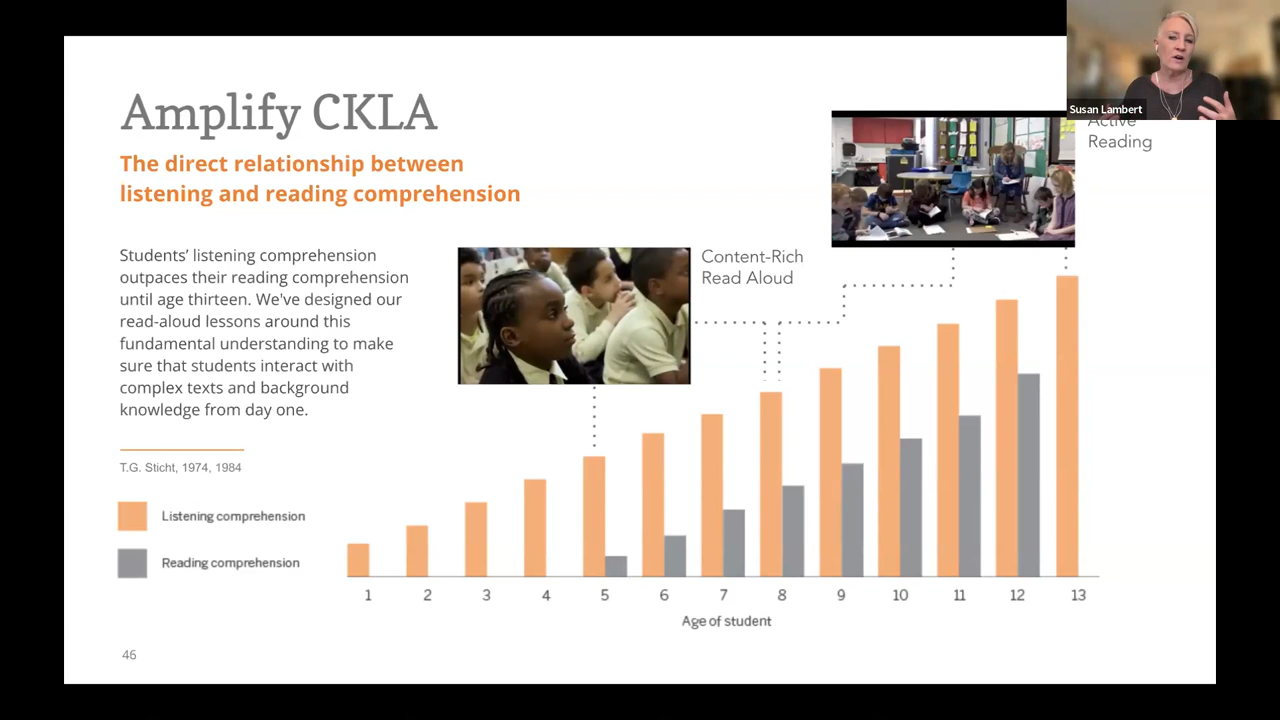 Susan Lambert
Amplify CKLA
The direct relationship between
listening and reading comprehension
Active
Reading
Students’ listening comprehension
outpaces their reading comprehension
until age thirteen. We've designed our
read-aloud lessons around this
fundamental understanding to make
sure that students interact with
complex texts and background
knowledge from day one.
Content-Rich
Read Aloud
T.G. Sticht, 1974, 1984
Listening comprehension
Reading comprehension
1 2 3 4 5 6 7 8 9 10 11 12 13
Age of student
46